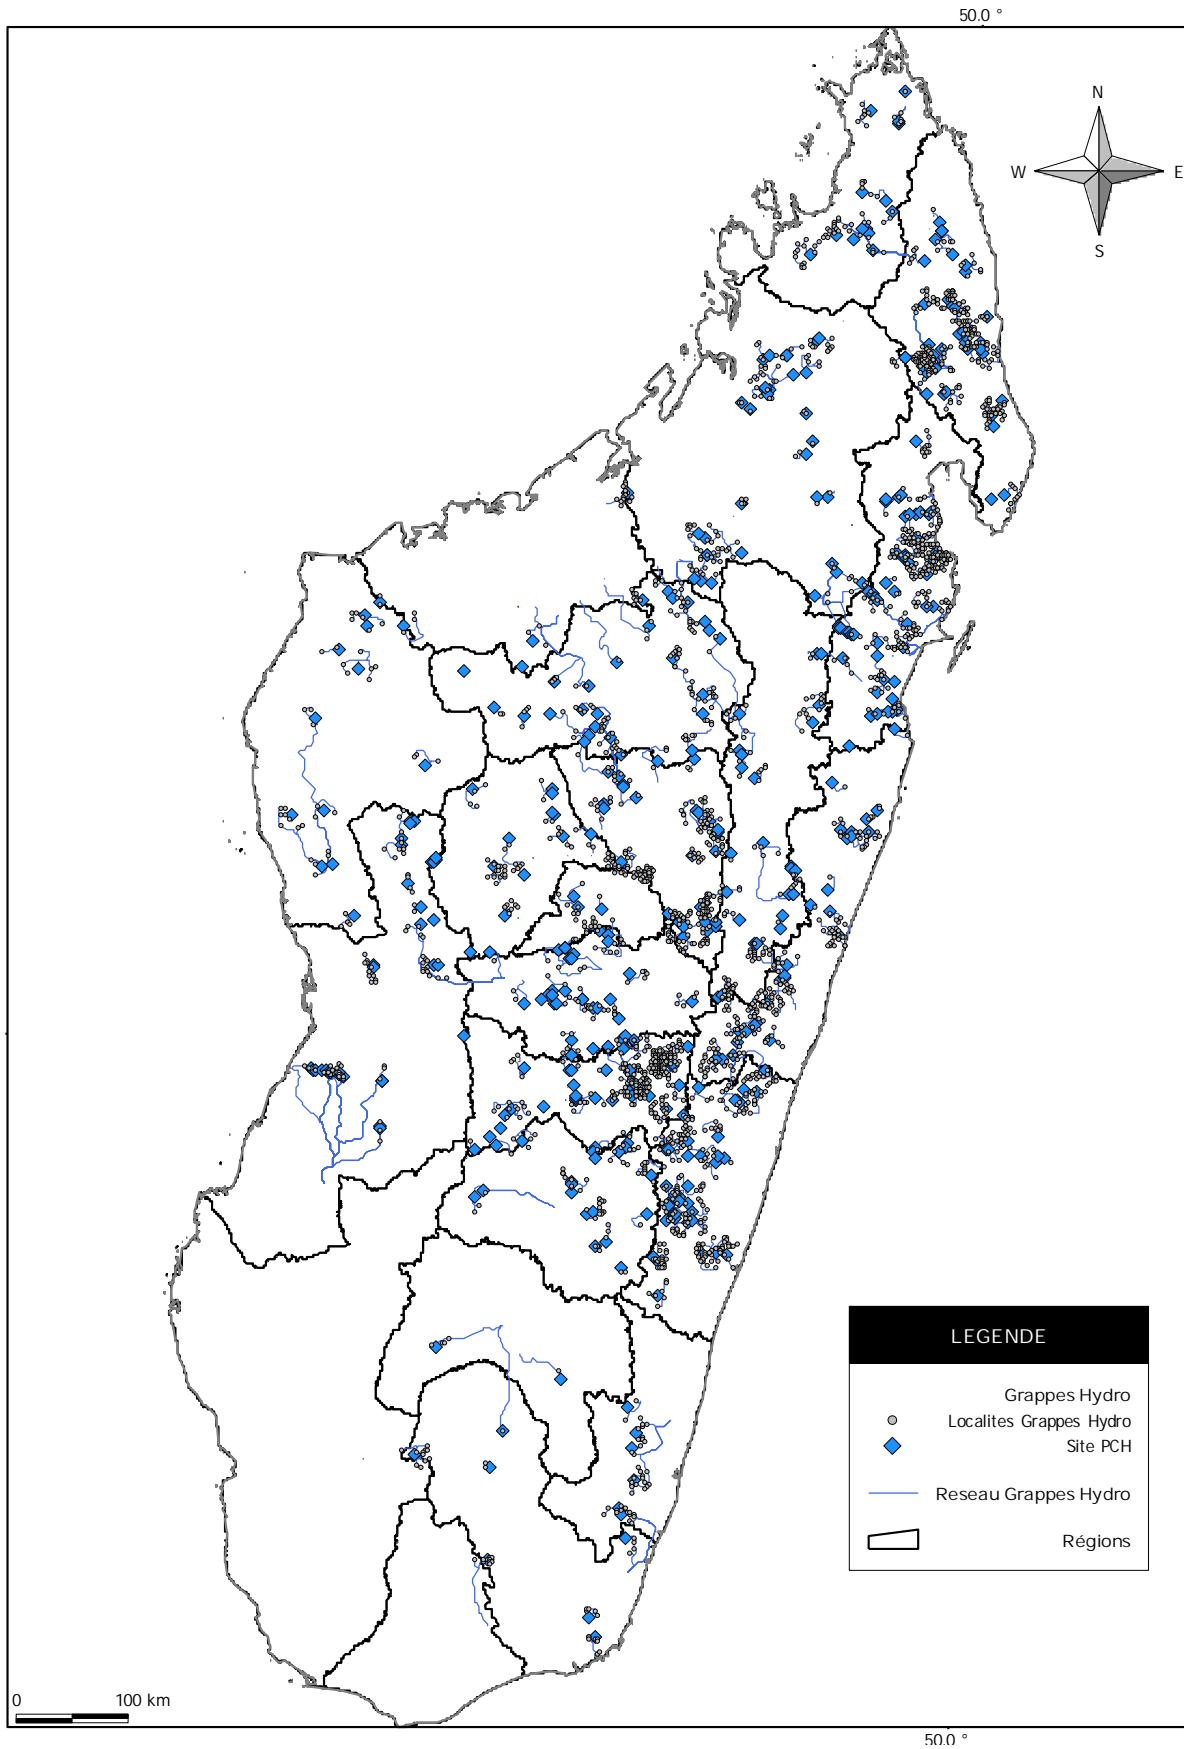 50.0 °
N
W
E
S
LEGENDE
Grappes Hydro
Localites Grappes Hydro
Site PCH
Reseau Grappes Hydro
Régions
0
100 km
50.0 °